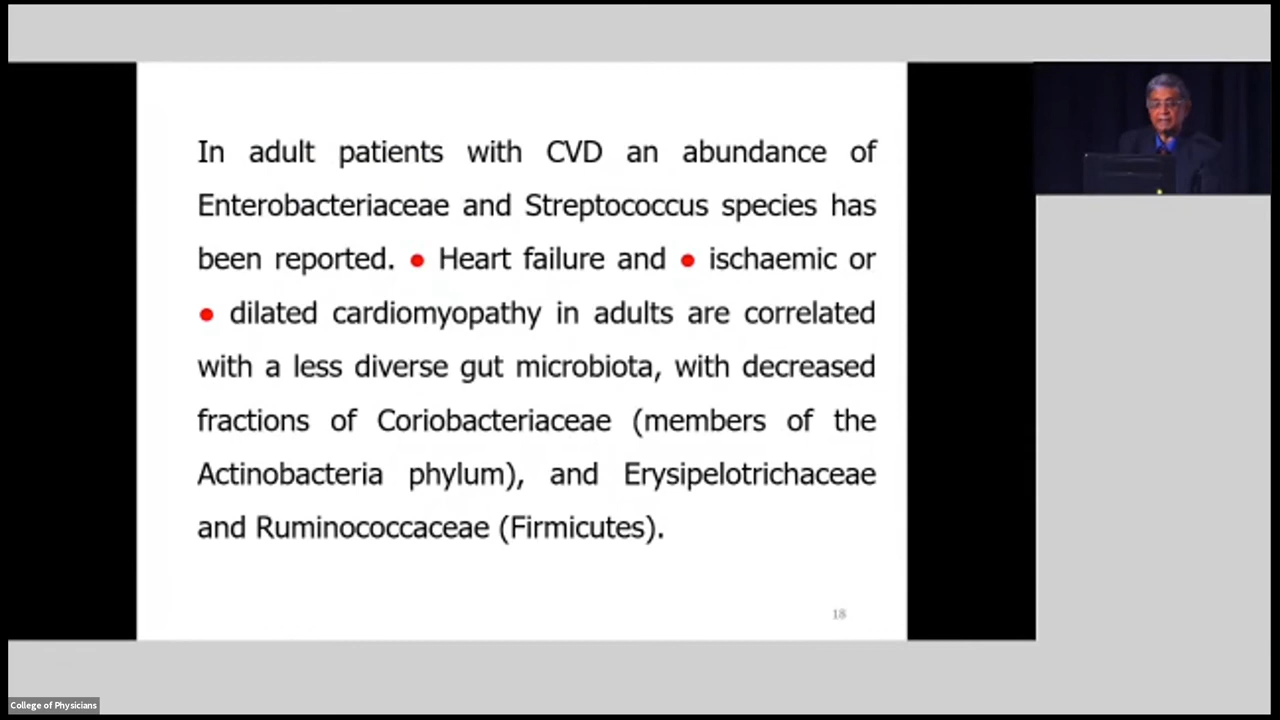 In adult patients with CVD an abundance of
Enterobacteriaceae and Streptococcus species has
been reported. ● Heart failure and ● ischaemic or
● dilated cardiomyopathy in adults are correlated
with a less diverse gut microbiota, with decreased
fractions of Coriobacteriaceae (members of the
Actinobacteria phylum), and Erysipelotrichaceae
and Ruminococcaceae (Firmicutes).
18
College of Physicians